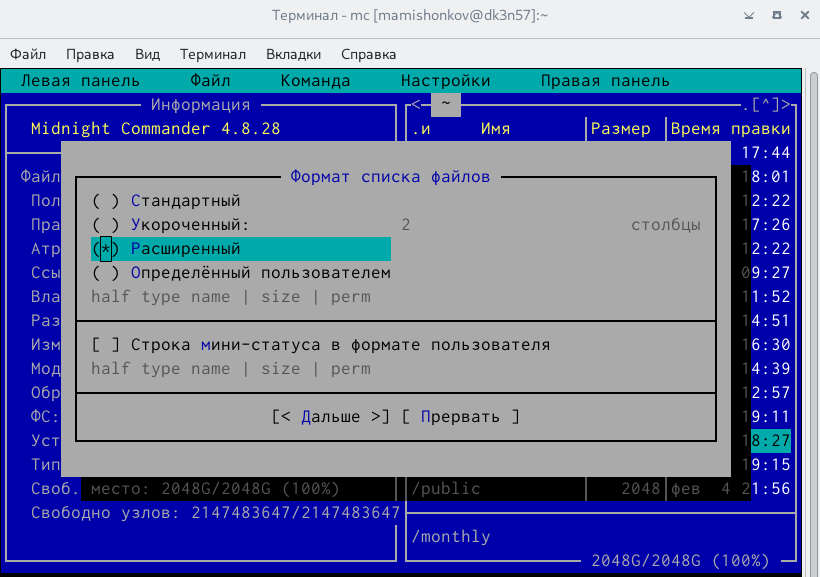 Терминал - mc [mamishonkov@dk3n57]:~
Файл Правка Вид Терминал Вкладки Справка
Левая панель Файл Команда Настройки Правая панель
Информация <— ~ .[^]>
Midnight Commander 4.8.28 .и Имя Размер Время правки
17:44
Формат списка файлов
Файл 18:01
Пол ( ) Стандартный 12:22
Пра ( ) Укороченный: 2 столбцы 17:26
Атр (*) Расширенный 12:22
Ссы ( ) Определённый пользователем 09:27
Вла half type name | size | perm 11:52
Раз 14:51
Изм [ ] Строка мини-статуса в формате пользователя 16:30
Мод half type name | size | perm 14:39
Обр 12:57
ФС: [< Дальше >] [ Прервать ] 19:11
Уст 18:27
Тип 19:15
Своб. место: 2048G/2048G (100%) /public 2048 фев 4 21:56
Свободно узлов: 2147483647/2147483647
/monthly
2048G/2048G (100%)